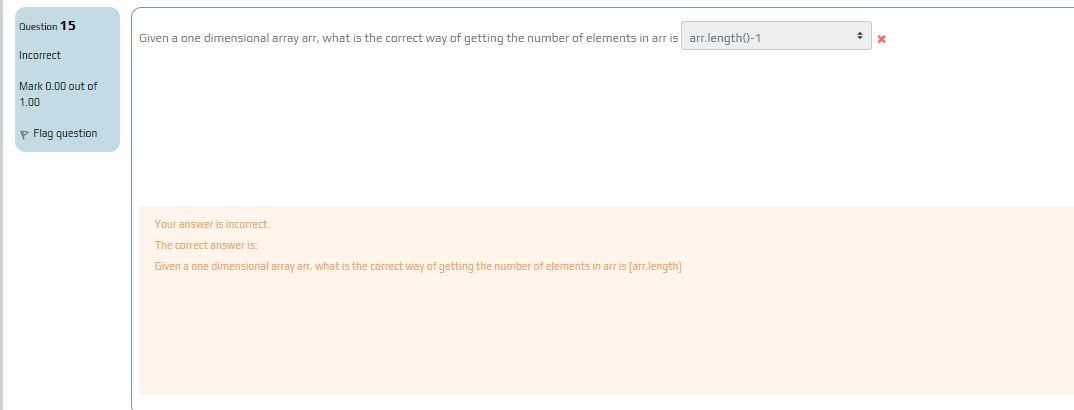 Question 15
Incorrect
Mark 0.00 out of
1.00
Flag question
Given a one dimensional array arr, what is the correct way of getting the number of elements in arr is arr.length()-1
Your answer is incorrect.
The correct answer is:
Given a one dimensional array arr, what is the correct way of getting the number of elements in arr is [arr.length]